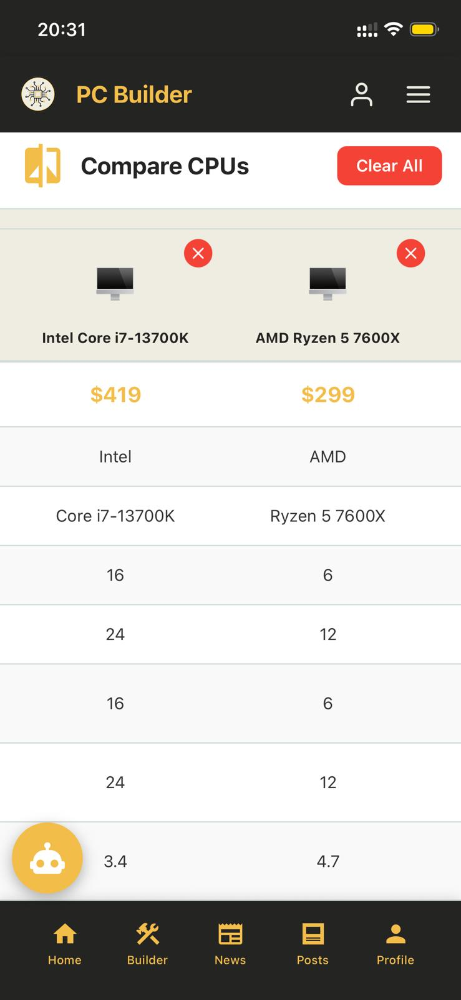 20:31
PC Builder
Compare CPUs
Clear All
Intel Core i7-13700K AMD Ryzen 5 7600X
$419 $299
Intel AMD
Core i7-13700K Ryzen 5 7600X
16 6
24 12
16 6
24 12
3.4 4.7
Home Builder News Posts Profile